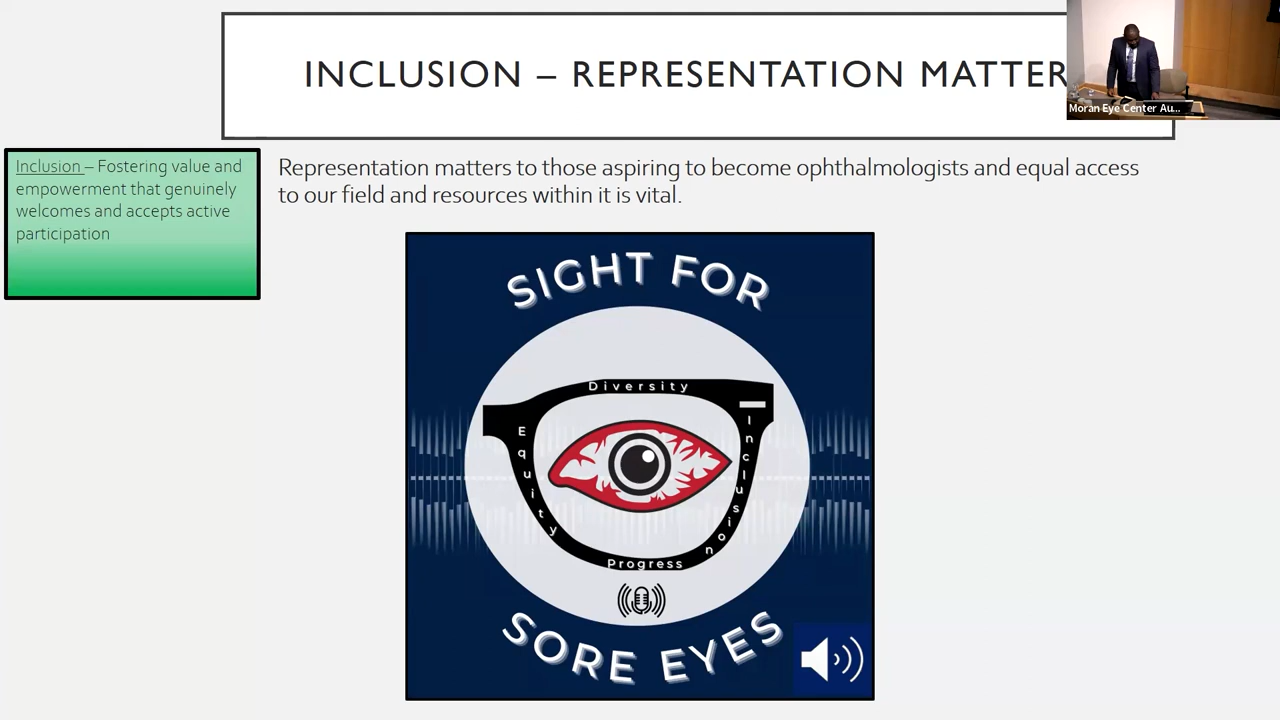 INCLUSION – REPRESENTATION MATTER
Moran Eye Center Au...
Inclusion – Fostering value and
empowerment that genuinely
welcomes and accepts active
participation
Representation matters to those aspiring to become ophthalmologists and equal access
to our field and resources within it is vital.
SIGHT FOR
Diversity
Equity
Inclusion
Progress
SORE EYES